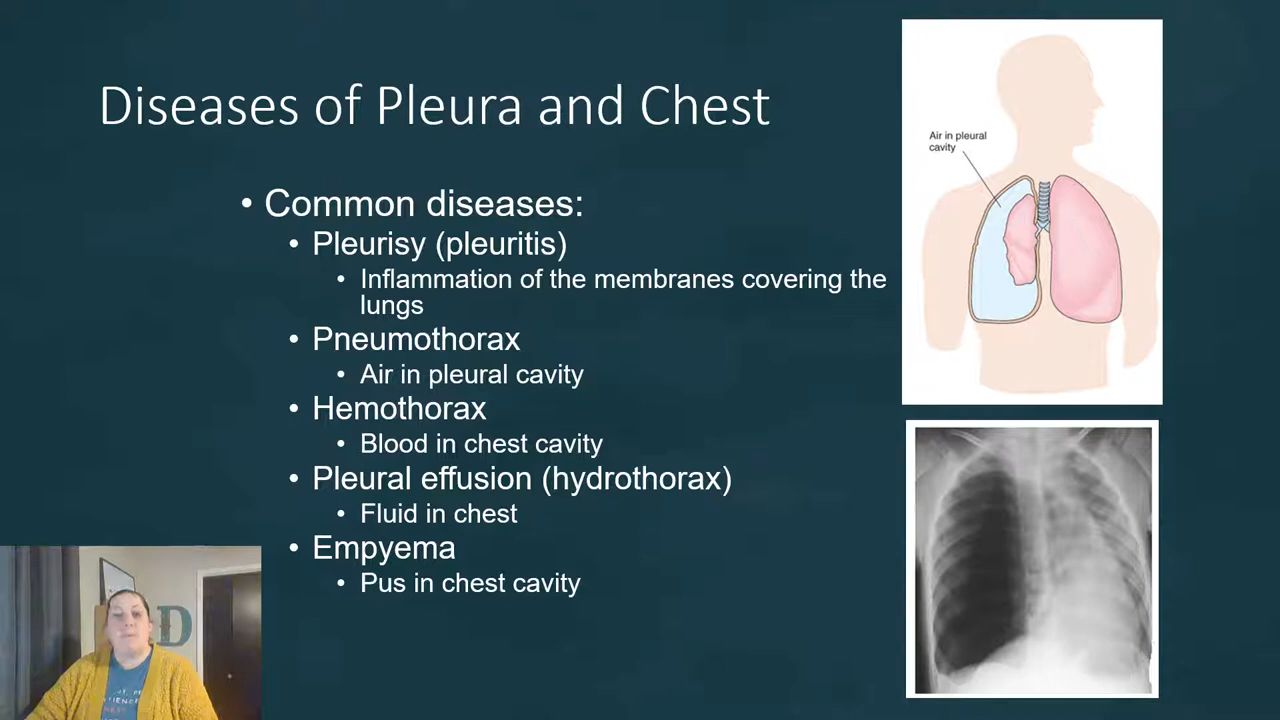 Diseases of Pleura and Chest
• Common diseases:
• Pleurisy (pleuritis)
• Inflammation of the membranes covering the
lungs
• Pneumothorax
• Air in pleural cavity
• Hemothorax
• Blood in chest cavity
• Pleural effusion (hydrothorax)
• Fluid in chest
• Empyema
• Pus in chest cavity
Air in pleural
cavity
D